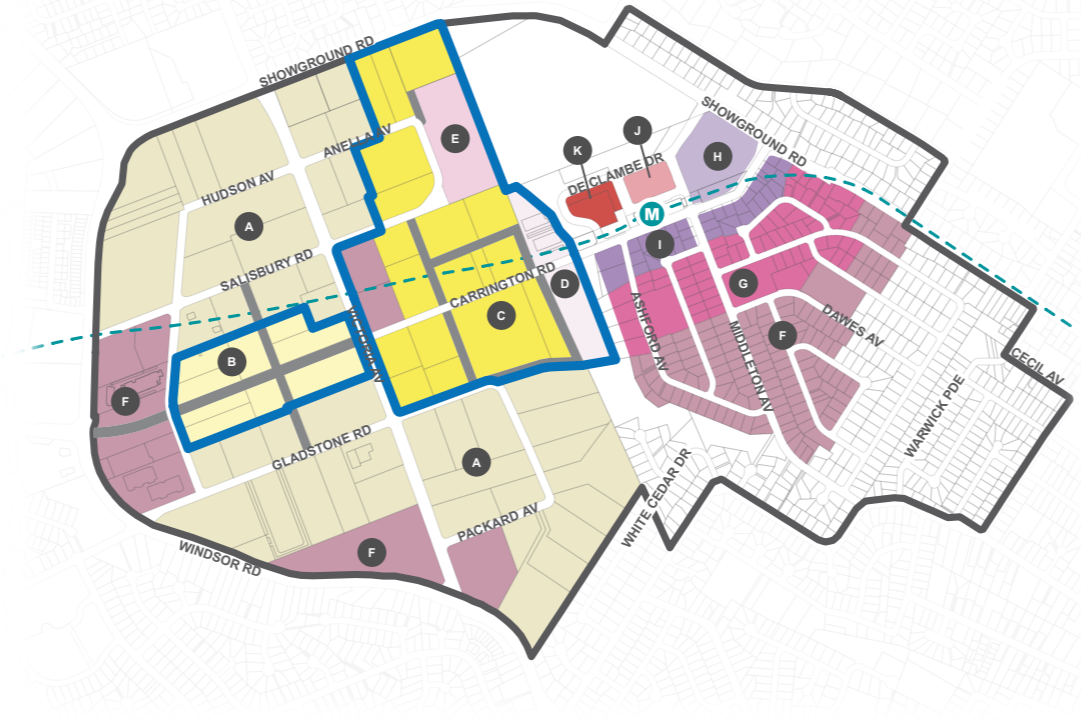 SHOWGROUND RD
SHOWGROUND RD
ANELLA AV
E
K
J
H
DE CLAMBE DR
HUDSON AV
A
M
I
SALISBURY RD
CARRINGTON RD
D
G
C
ASHFORD AV
MIDDLETON AV
F
DAWES AV
B
CECIL AV
F
WARWICK PDE
GLADSTONE RD
A
WHITE CEDAR DR
PACKARD AV
WINDSOR RD
F